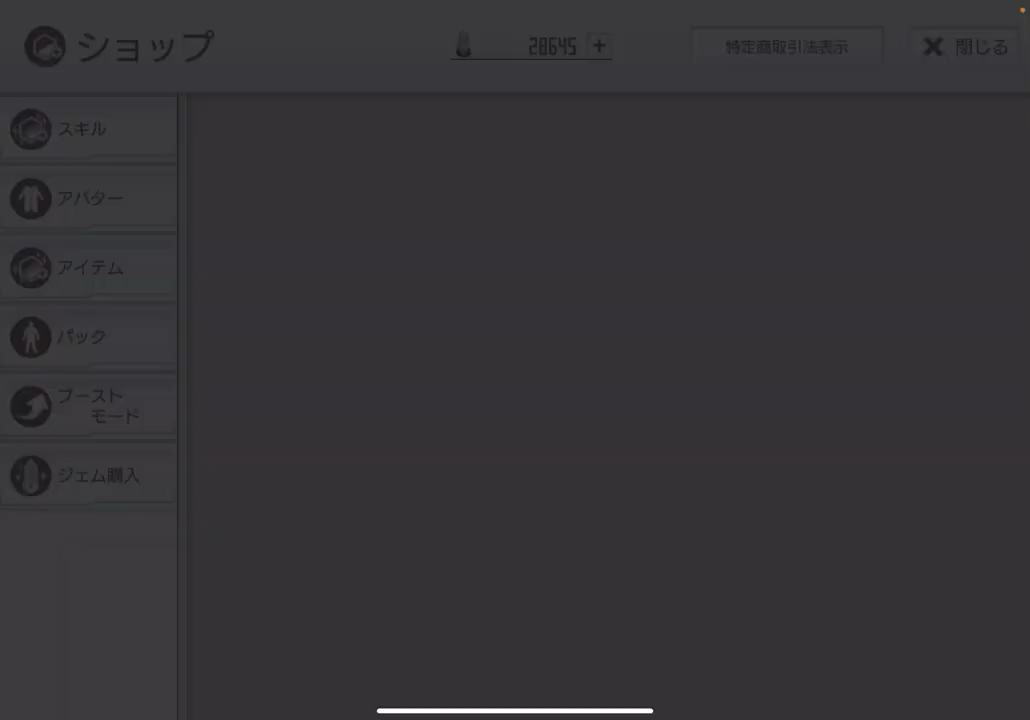 ショップ
28645 +
特定商取引法表示
閉じる
スキル
アバター
アイテム
パック
ブースト
モード
ジェム購入